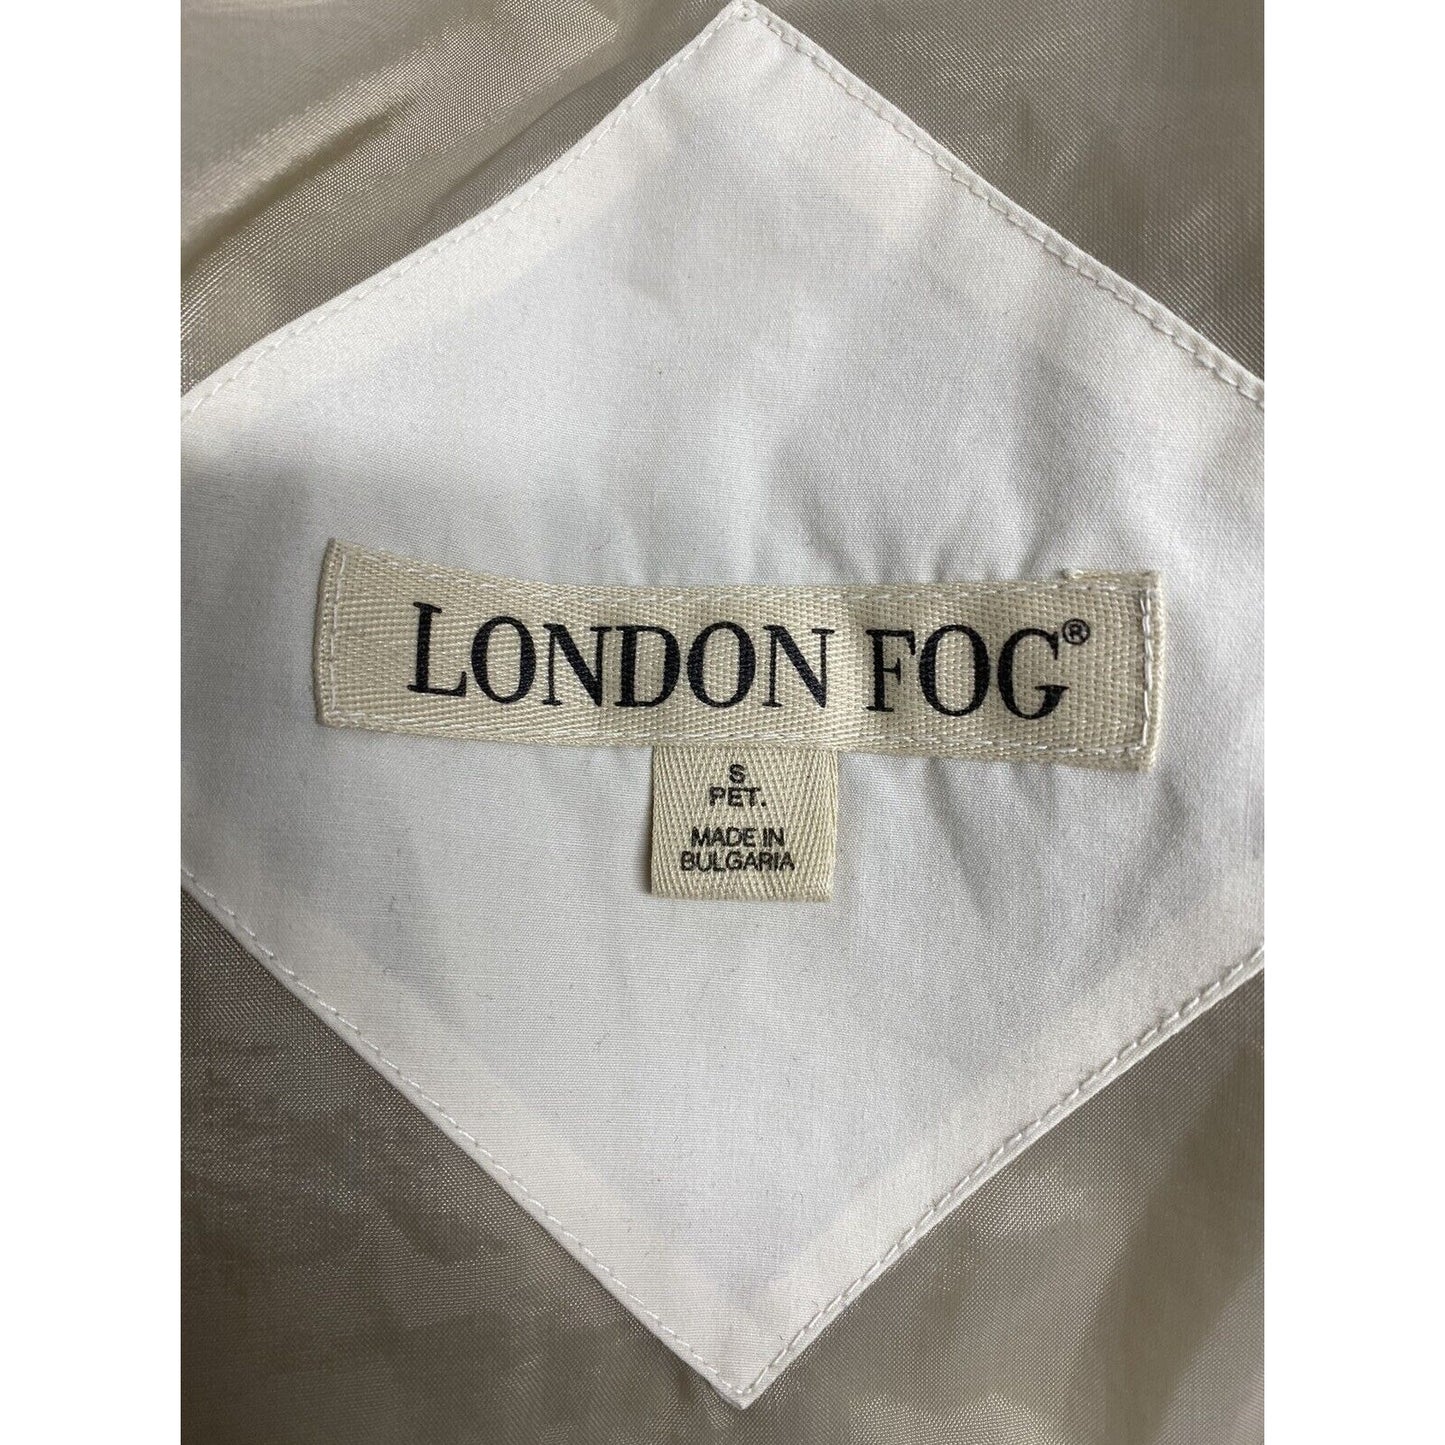 LONDON FOG®
S
PET.
MADE IN
BULGARIA